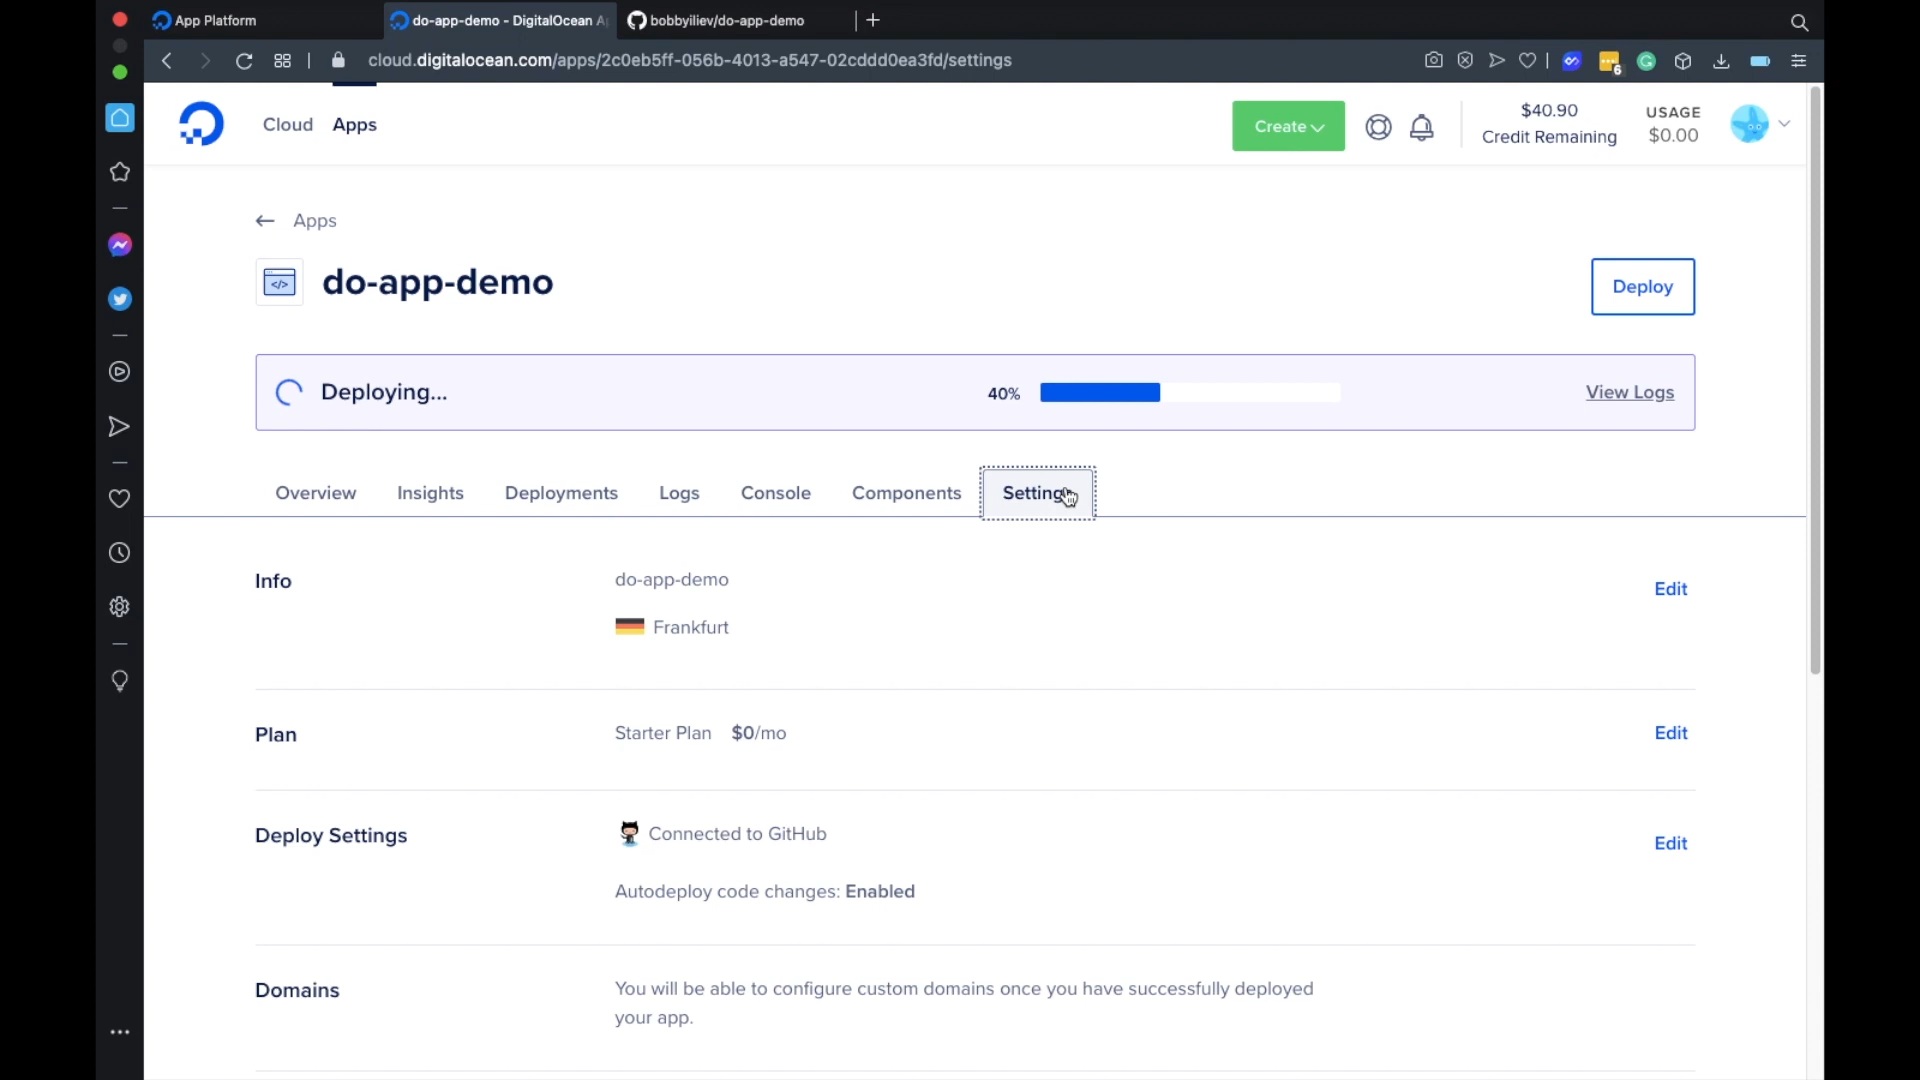 App Platform
do-app-demo - DigitalOcean A
bobbyiliev/do-app-demo
cloud.digitalocean.com/apps/2c0eb5ff-056b-4013-a547-02cddd0ea3fd/settings
6
Cloud
Apps
Create
$40.90
Credit Remaining
USAGE
$0.00
Apps
do-app-demo
Deploy
Deploying...
40%
View Logs
Overview
Insights
Deployments
Logs
Console
Components
Settings
Info
do-app-demo
Edit
Frankfurt
Plan
Starter Plan $0/mo
Edit
Deploy Settings
Connected to GitHub
Edit
Autodeploy code changes: Enabled
Domains
You will be able to configure custom domains once you have successfully deployed
your app.